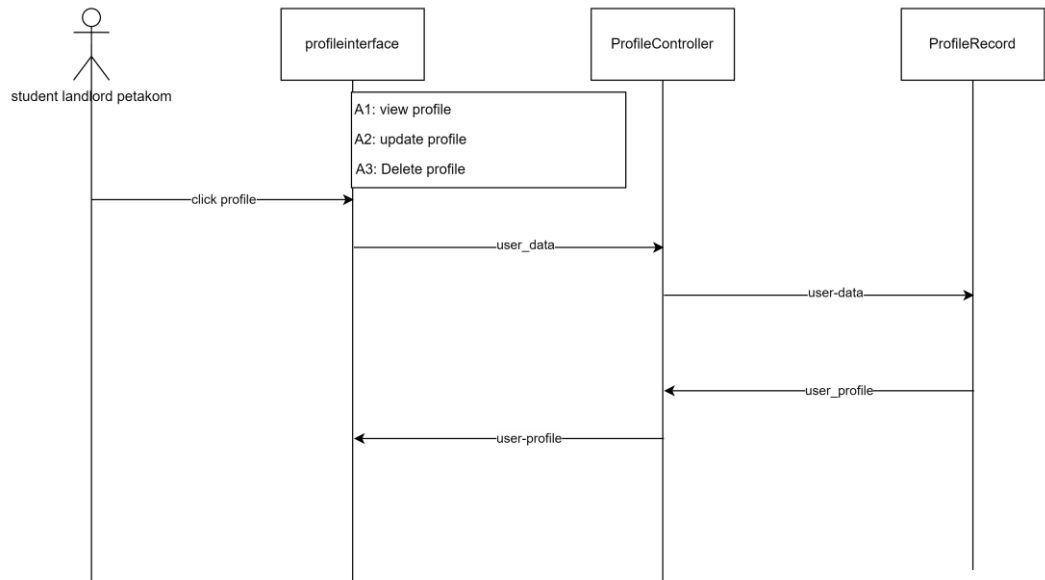 profileinterface
ProfileController
ProfileRecord
student landlord petakom
A1: view profile
A2: update profile
A3: Delete profile
click profile
user_data
user-data
user_profile
user-profile